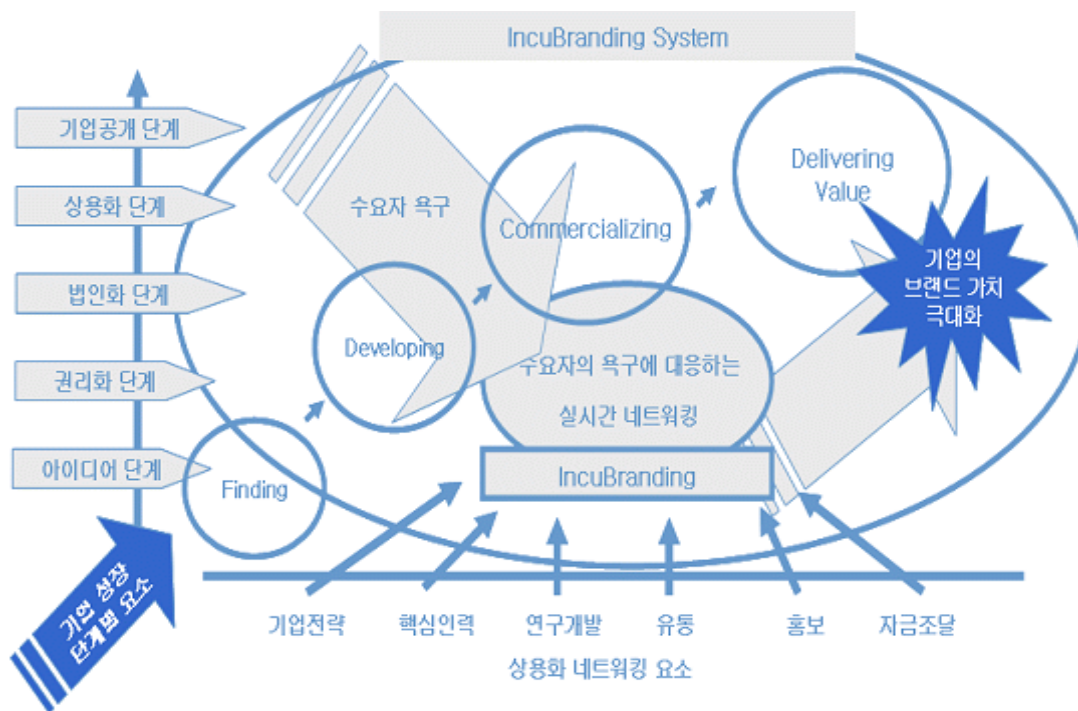 IncuBranding System
기업공개 단계
상용화 단계
법인화 단계
권리화 단계
아이디어 단계
기업 성장
단계별 요소
수요자 욕구
Finding
Developing
Commercializing
Delivering
Value
기업의
브랜드 가치
극대화
수요자의 욕구에 대응하는
실시간 네트워킹
IncuBranding
기업전략
핵심인력
연구개발
유통
홍보
자금조달
상용화 네트워킹 요소